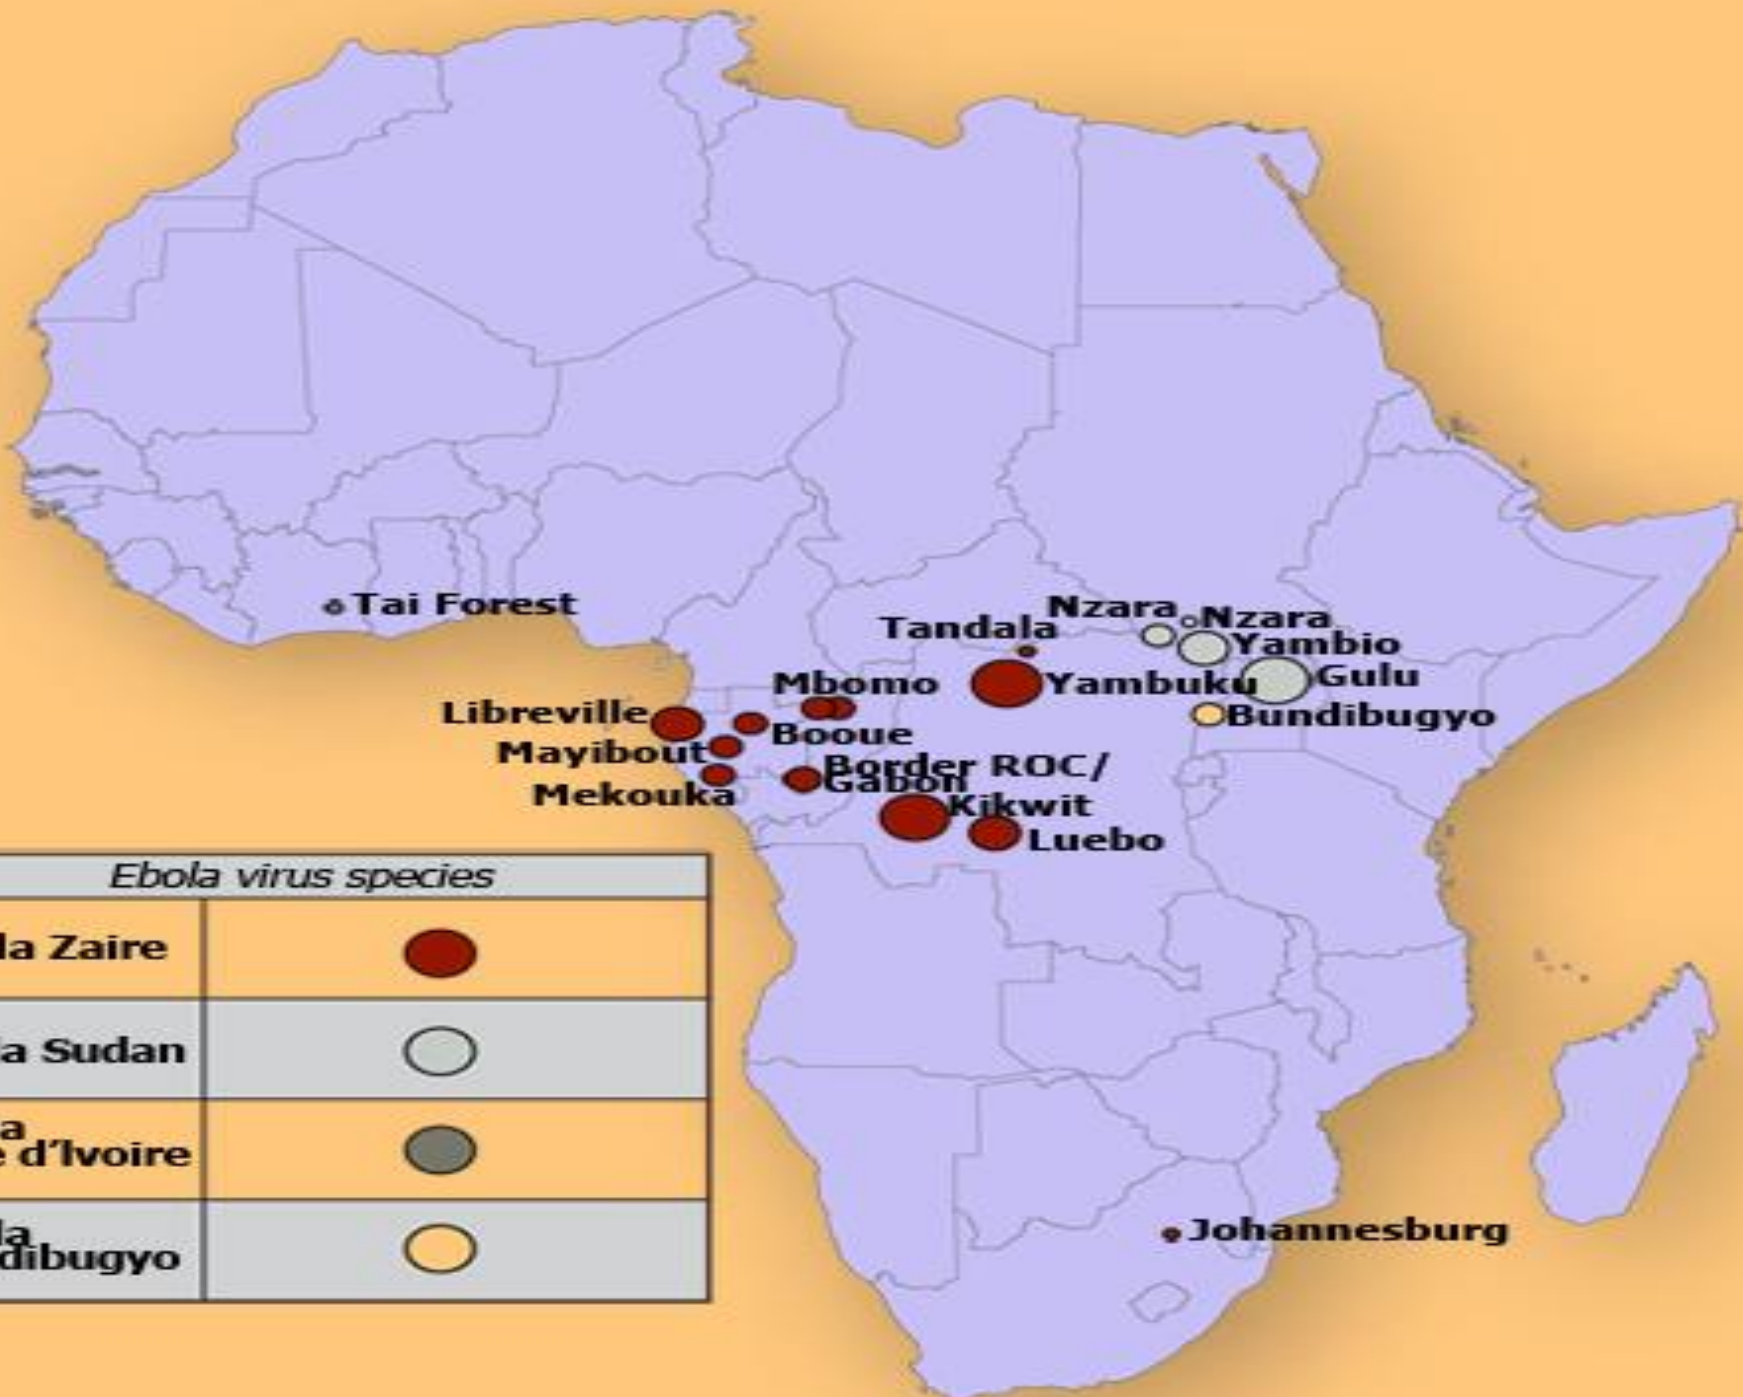 Tai Forest
Nzara
Nzara
Tandala
Yambio
Mbomo
Yambuku
Gulu
Libreville
Bundibugyo
Booue
Mayibout
Border ROC/
Gabon
Mekouka
Kikwit
Luebo
Ebola virus species
la Zaire
a Sudan
a
e d'Ivoire
la
dibugyo
Johannesburg